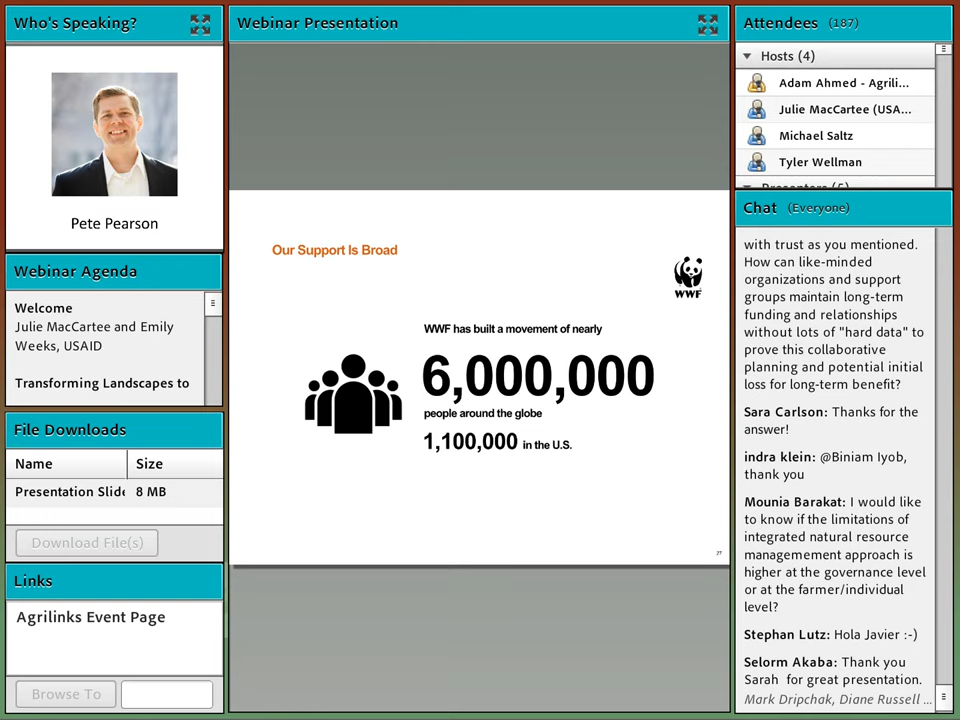 Who's Speaking?
Pete Pearson
Webinar Agenda
Welcome
Julie MacCartee and Emily
Weeks, USAID
Transforming Landscapes to
File Downloads
Name Size
Presentation Slide 8 MB
Download File(s)
Links
Agrilinks Event Page
Browse To
Webinar Presentation
Our Support Is Broad
WWF
WWF has built a movement of nearly
6,000,000
people around the globe
1,100,000 in the U.S.
27
Attendees (187)
Hosts (4)
Adam Ahmed - Agrili...
Julie MacCartee (USA...
Michael Saltz
Tyler Wellman
Presenters (5)
Chat (Everyone)
with trust as you mentioned.
How can like-minded
organizations and support
groups maintain long-term
funding and relationships
without lots of "hard data" to
prove this collaborative
planning and potential initial
loss for long-term benefit?
Sara Carlson: Thanks for the
answer!
indra klein: @Biniam Iyob,
thank you
Mounia Barakat: I would like
to know if the limitations of
integrated natural resource
managemement approach is
higher at the governance level
or at the farmer/individual
level?
Stephan Lutz: Hola Javier :-)
Selorm Akaba: Thank you
Sarah for great presentation.
Mark Dripchak, Diane Russell ...